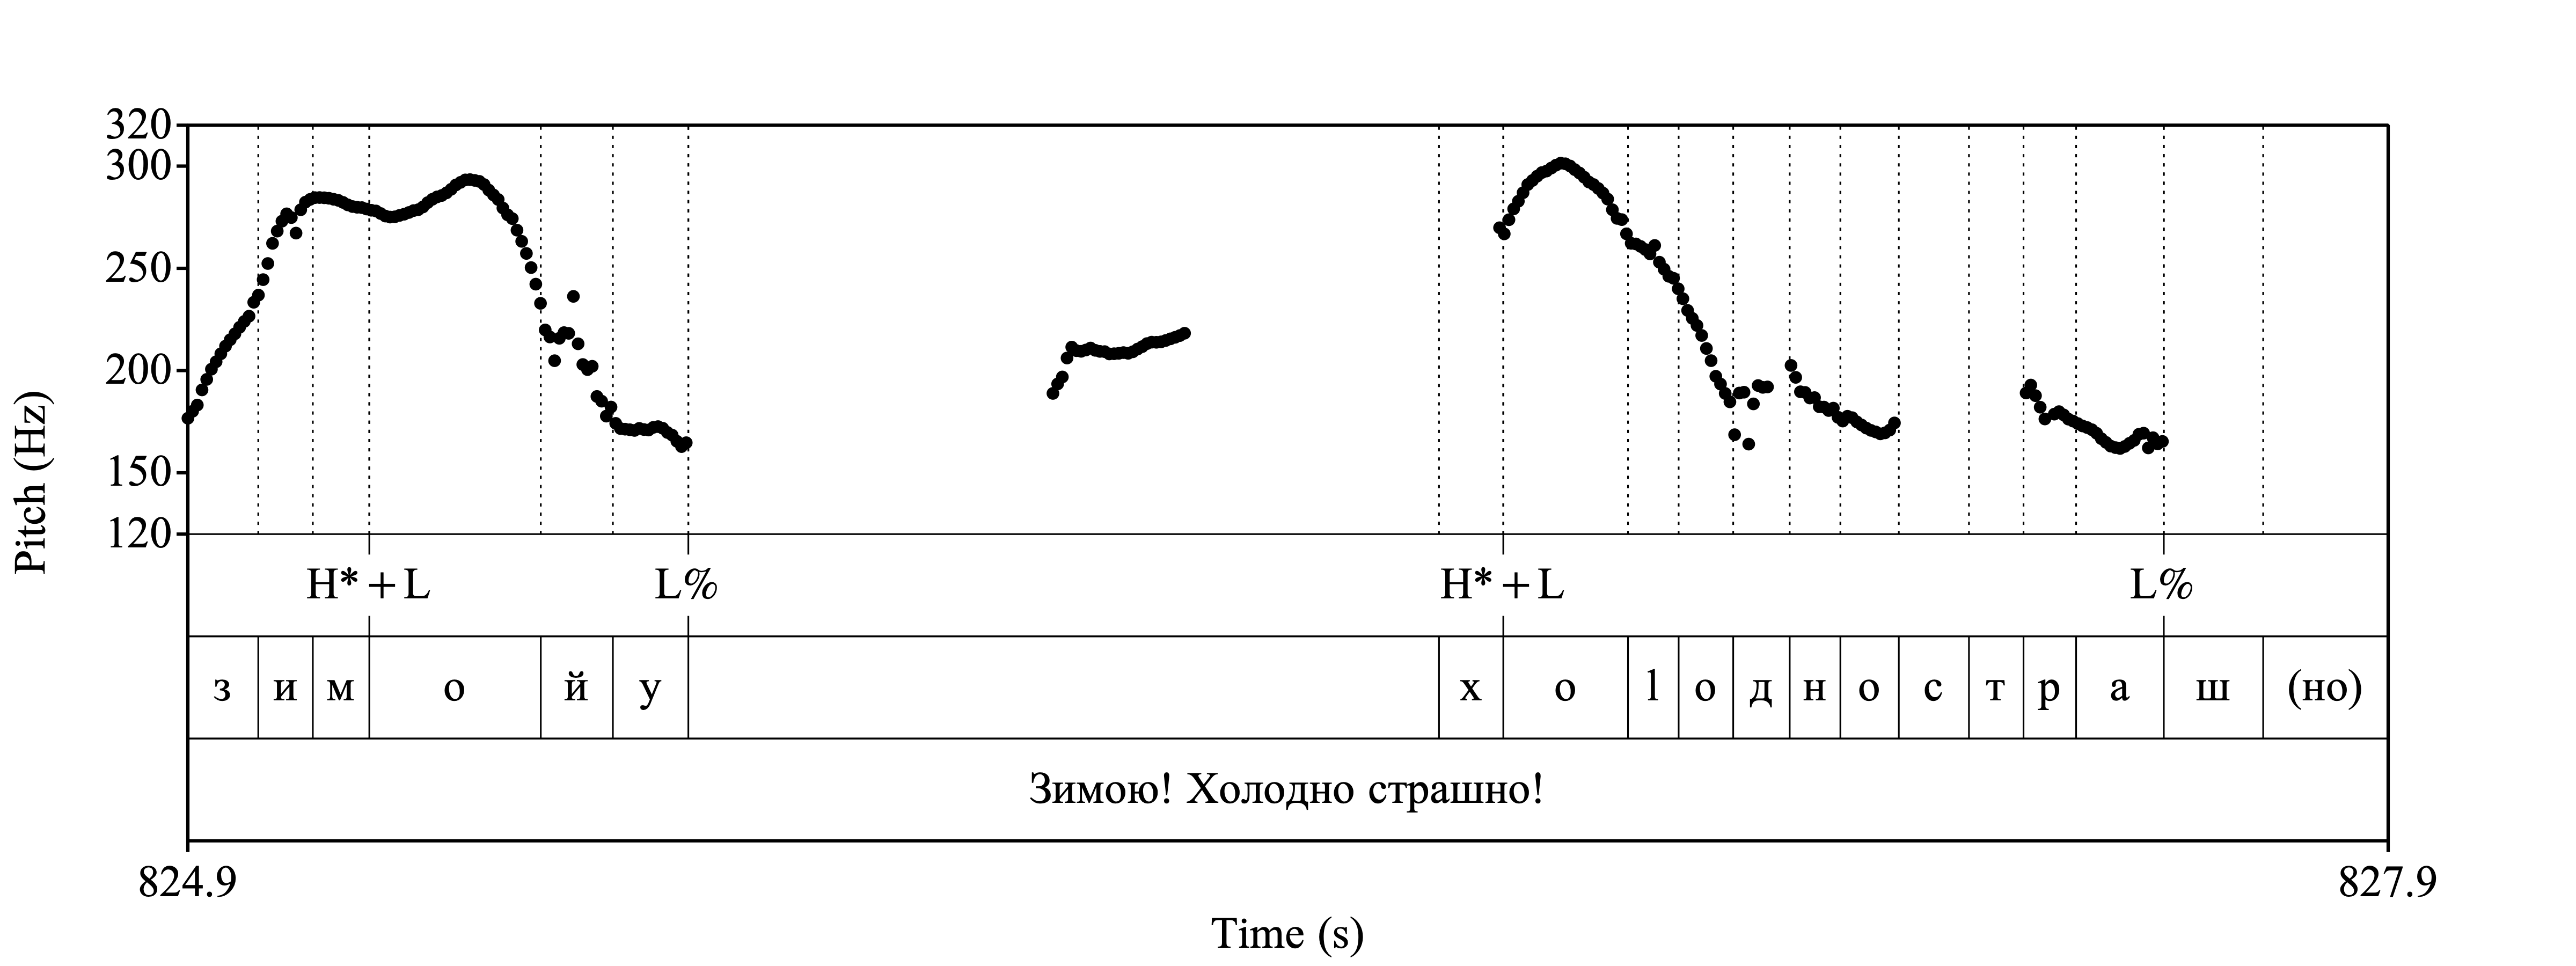 320
300
250
200
150
120
Pitch (Hz)
H* + L L% H* + L L%
з и м о й у х о l о д н о с т р а ш (но)
Зимою! Холодно страшно!
824.9 827.9
Time (s)